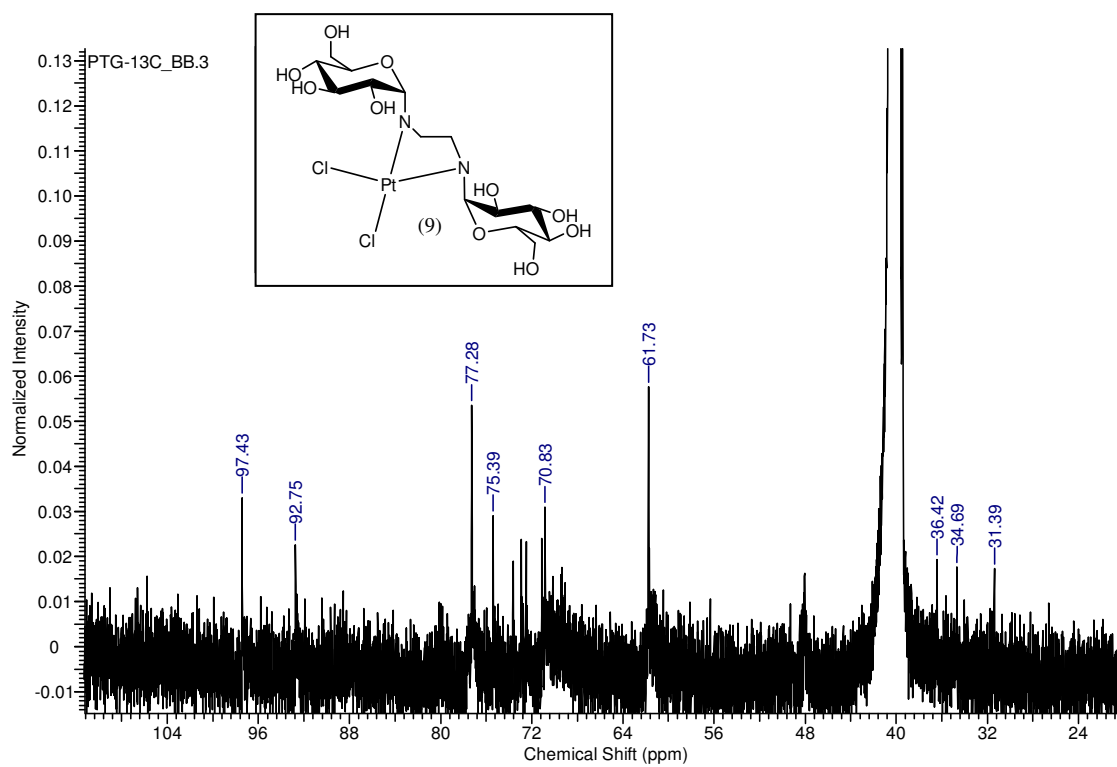 PTG-13C_BB.3
OH
O
HO
HO
OH
N
N
Cl
Pt
Cl
(9)
HO
OH
O
OH
HO
Normalized Intensity
0.13
0.12
0.11
0.10
0.09
0.08
0.07
0.06
0.05
0.04
0.03
0.02
0.01
0
-0.01
97.43
92.75
77.28
75.39
70.83
61.73
36.42
34.69
31.39
104 96 88 80 72 64 56 48 40 32 24
Chemical Shift (ppm)